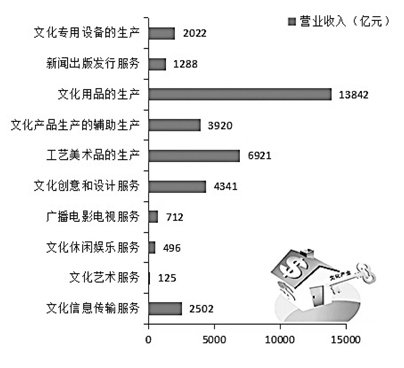 营业收入（亿元）
文化专用设备的生产 2022
新闻出版发行服务 1288
文化用品的生产 13842
文化产品生产的辅助生产 3920
工艺美术品的生产 6921
文化创意和设计服务 4341
广播电影电视服务 712
文化休闲娱乐服务 496
文化艺术服务 125
文化信息传输服务 2502
文化产业
0 5000 10000 15000